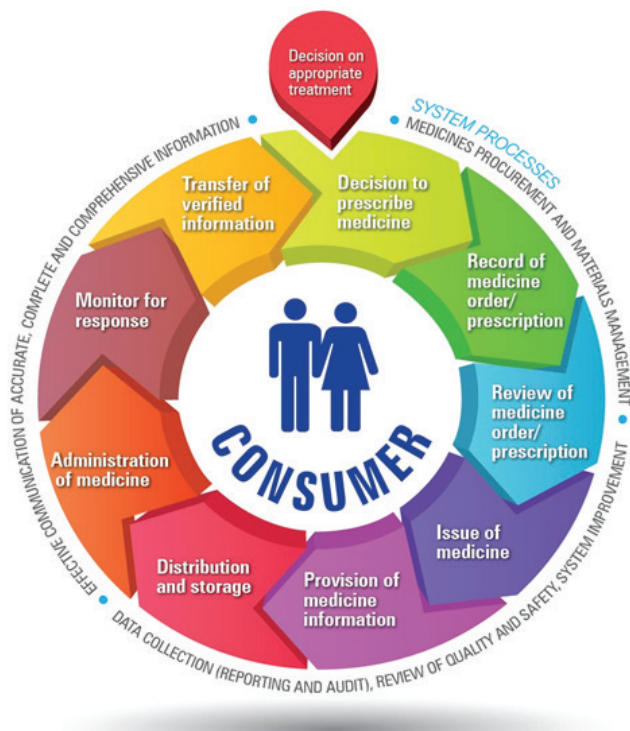 Decision on
appropriate
treatment
SYSTEM PROCESSES
MEDICINES PROCUREMENT AND MATERIALS MANAGEMENT
Decision to
prescribe
medicine
Record of
medicine
order/
prescription
Review of
medicine
order/
prescription
Issue of
medicine
Provision of
medicine
information
Distribution
and storage
Administration
of medicine
Monitor for
response
Transfer of
verified
information
CONSUMER
DATA COLLECTION (REPORTING AND AUDIT), REVIEW OF QUALITY AND SAFETY, SYSTEM IMPROVEMENT
EFFECTIVE COMMUNICATION OF ACCURATE, COMPLETE AND COMPREHENSIVE INFORMATION